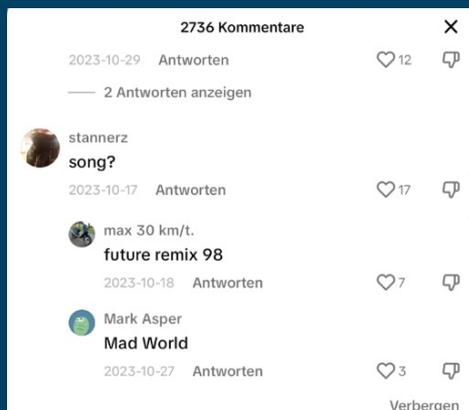 2736 Kommentare
2023-10-29 Antworten 12
2 Antworten anzeigen
stannerz
song?
2023-10-17 Antworten 17
max 30 km/t.
future remix 98
2023-10-18 Antworten 7
Mark Asper
Mad World
2023-10-27 Antworten 3
Verbergen